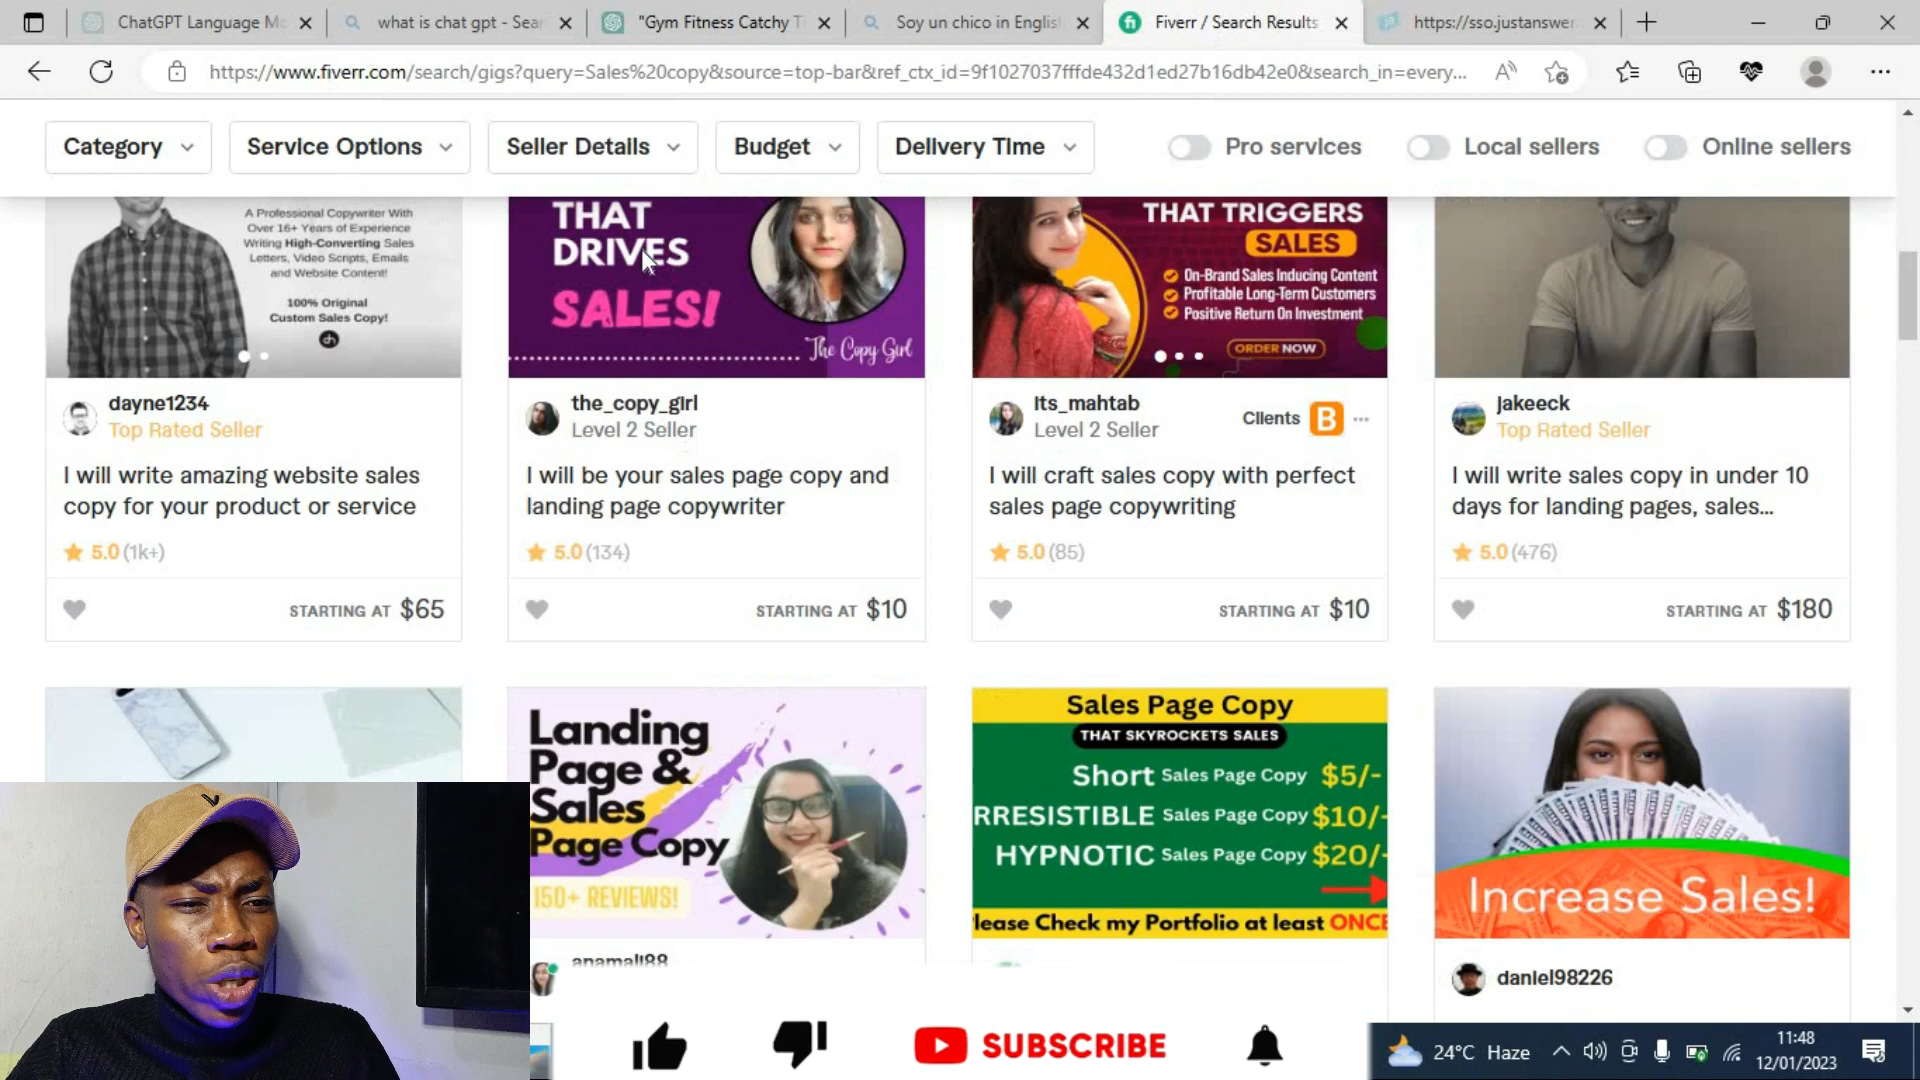 ChatGPT Language Mo
what is chat gpt - Sear
"Gym Fitness Catchy Ti
Soy un chico in English
Fiverr / Search Results
https://sso.justanswer
https://www.fiverr.com/search/gigs?query=Sales%20copy&source=top-bar&ref_ctx_id=9f1027037fffde432d1ed27b16db42e0&search_in=every...
Category
Service Options
Seller Details
Budget
Delivery Time
Pro services
Local sellers
Online sellers
A Professional Copywriter With
Over 16+ Years of Experience
Writing High-Converting Sales
Letters, Video Scripts, Emails
and Website Content!
100% Original
Custom Sales Copy!
THAT
DRIVES
SALES!
The Copy Girl
THAT TRIGGERS
SALES
On-Brand Sales Inducing Content
Profitable Long-Term Customers
Positive Return On Investment
ORDER NOW
dayne1234
Top Rated Seller
I will write amazing website sales
copy for your product or service
5.0 (1k+)
STARTING AT $65
the_copy_girl
Level 2 Seller
I will be your sales page copy and
landing page copywriter
5.0 (134)
STARTING AT $10
its_mahtab
Level 2 Seller
Clients B ...
I will craft sales copy with perfect
sales page copywriting
5.0 (85)
STARTING AT $10
jakeeck
Top Rated Seller
I will write sales copy in under 10
days for landing pages, sales...
5.0 (476)
STARTING AT $180
Landing
Page &
Sales
Page Copy
150+ REVIEWS!
Sales Page Copy
THAT SKYROCKETS SALES
Short Sales Page Copy $5/-
RRESISTIBLE Sales Page Copy $10/-
HYPNOTIC Sales Page Copy $20/-
lease Check my Portfolio at least ONCE
Increase Sales!
anamali88
daniel98226
SUBSCRIBE
24°C Haze
11:48
12/01/2023